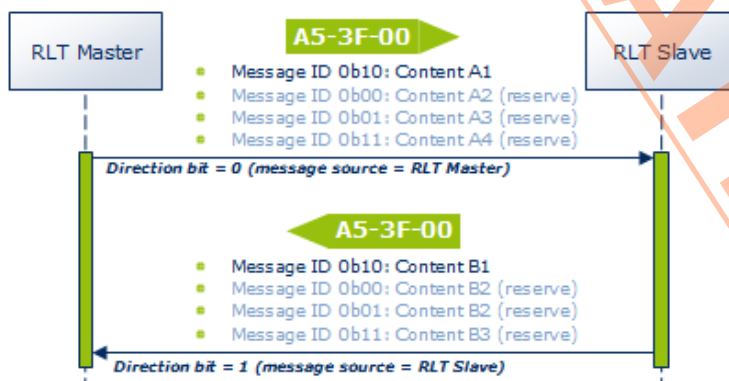 RLT Master
A5-3F-00
RLT Slave
Message ID 0b10: Content A1
Message ID 0b00: Content A2 (reserve)
Message ID 0b01: Content A3 (reserve)
Message ID 0b11: Content A4 (reserve)
Direction bit = 0 (message source = RLT Master)
A5-3F-00
Message ID 0b10: Content B1
Message ID 0b00: Content B2 (reserve)
Message ID 0b01: Content B2 (reserve)
Message ID 0b11: Content B3 (reserve)
Direction bit = 1 (message source = RLT Slave)